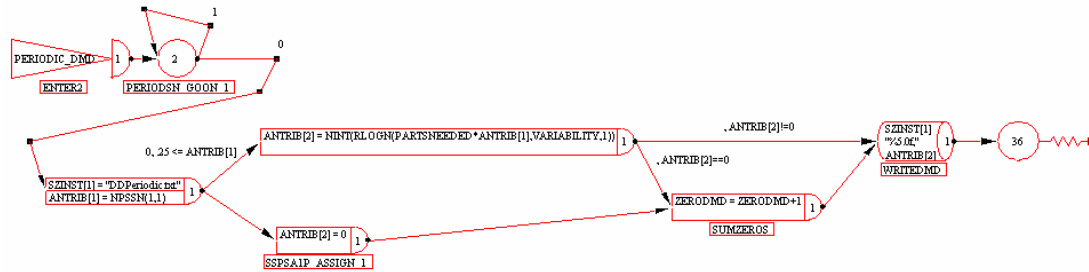 1
0
PERIODIC_DMD
1
2
ENTER2
PERIODSN_GOON_1
ANTRIB[2] = NINT(RLOGN(PARTSNEEDED*ANTRIB[1],VARIABILITY,1))
1
, ANTRIB[2]!=0
SZINST[1]
"%5.0f,"
ANTRIB[2]
1
WRITEDMD
36
0, .25 <= ANTRIB[1]
, ANTRIB[2]==0
SZINST[1] = "DDPeriodic.txt"
ANTRIB[1] = NPSSN(1,1)
1
ZERODMD = ZERODMD+1
1
SUMZEROS
ANTRIB[2] = 0
1
SSPSA1P_ASSIGN_1